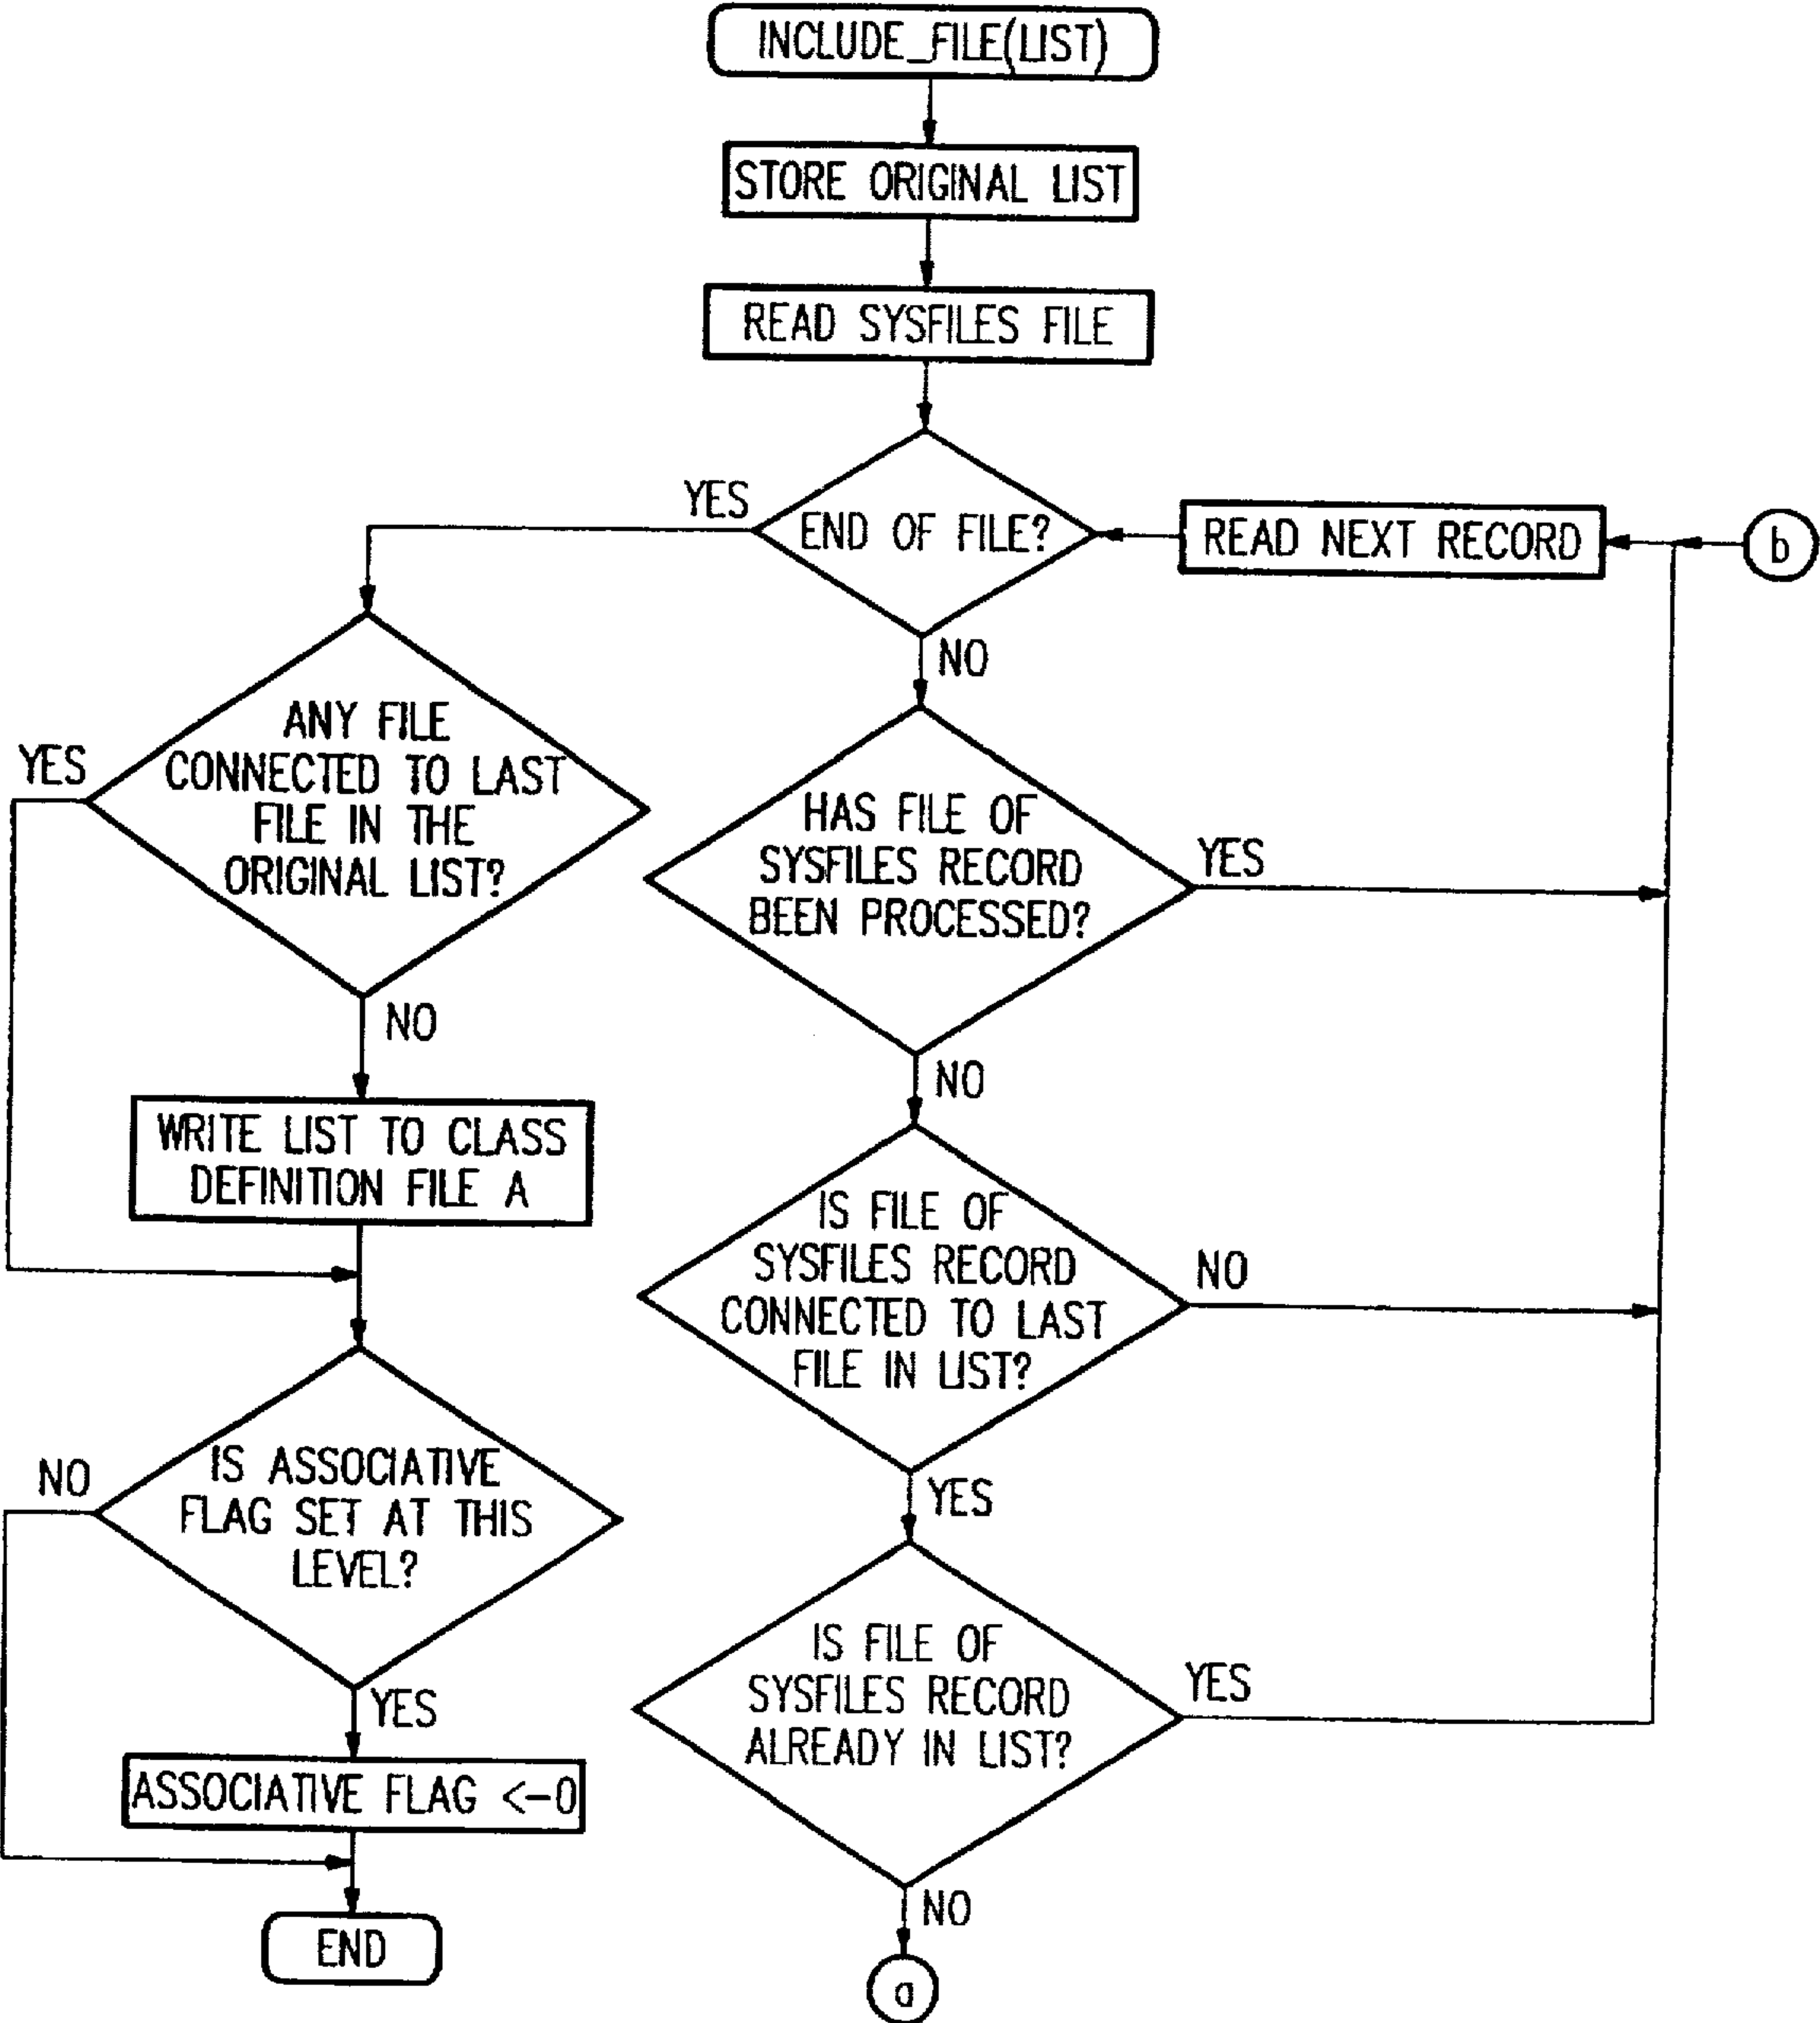 INCLUDE_FILE(LIST)
STORE ORIGINAL LIST
READ SYSFILES FILE
YES
END OF FILE?
READ NEXT RECORD
b
NO
ANY FILE
CONNECTED TO LAST
FILE IN THE
ORIGINAL LIST?
YES
NO
HAS FILE OF
SYSFILES RECORD
BEEN PROCESSED?
YES
NO
WRITE LIST TO CLASS
DEFINITION FILE A
IS FILE OF
SYSFILES RECORD
CONNECTED TO LAST
FILE IN LIST?
NO
YES
IS ASSOCIATIVE
FLAG SET AT THIS
LEVEL?
NO
YES
IS FILE OF
SYSFILES RECORD
ALREADY IN LIST?
YES
NO
ASSOCIATIVE FLAG <-0
END
a